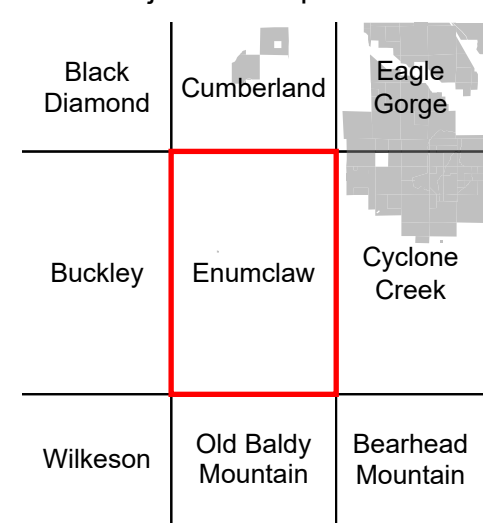 Black
Diamond
Cumberland
Eagle
Gorge
Buckley
Enumclaw
Cyclone
Creek
Wilkeson
Old Baldy
Mountain
Bearhead
Mountain